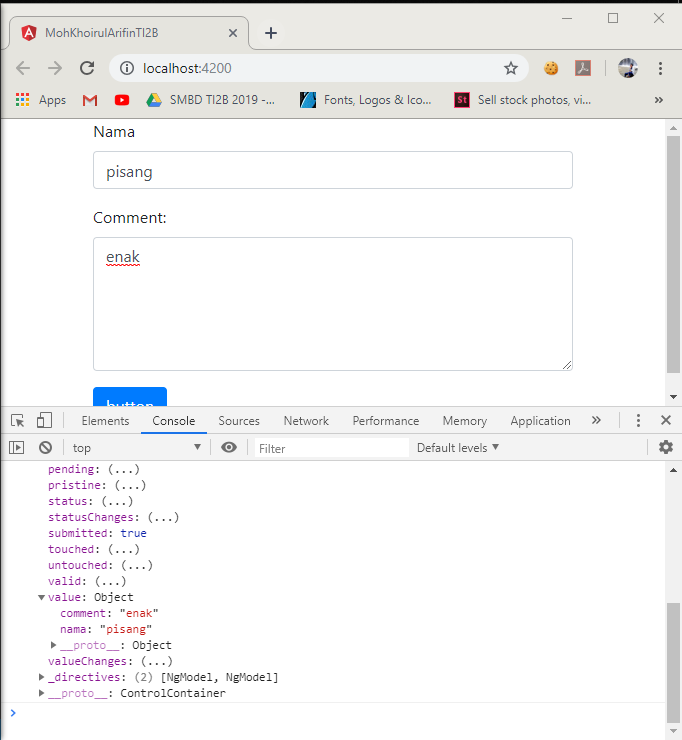 MohKhoirulArifinTI2B
localhost:4200
Apps SMBD TI2B 2019 -... Fonts, Logos & Ico... St Sell stock photos, vi... »
Nama
pisang
Comment:
enak
button
Elements Console Sources Network Performance Memory Application »
top Filter Default levels
pending: (...)
pristine: (...)
status: (...)
statusChanges: (...)
submitted: true
touched: (...)
untouched: (...)
valid: (...)
value: Object
comment: "enak"
nama: "pisang"
__proto__: Object
valueChanges: (...)
_directives: (2) [NgModel, NgModel]
__proto__: ControlContainer